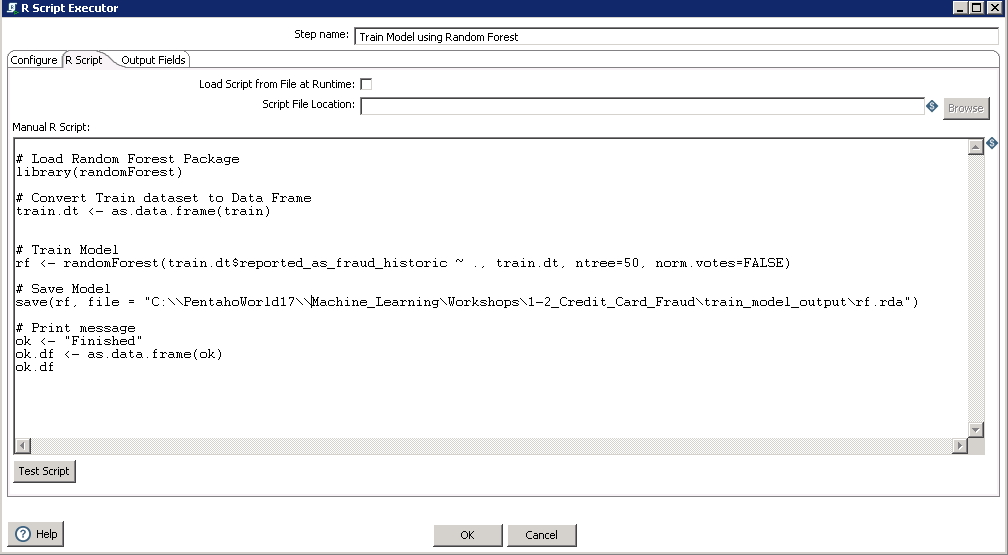 R Script Executor
Step name: Train Model using Random Forest
Configure R Script Output Fields
Load Script from File at Runtime:
Script File Location: Browse
Manual R Script:
# Load Random Forest Package
library(randomForest)
# Convert Train dataset to Data Frame
train.dt <- as.data.frame(train)
# Train Model
rf <- randomForest(train.dt$reported_as_fraud_historic ~ ., train.dt, ntree=50, norm.votes=FALSE)
# Save Model
save(rf, file = "C:\\PentahoWorld17\\Machine_Learning\Workshops\1-2_Credit_Card_Fraud\train_model_output\rf.rda")
# Print message
ok <- "Finished"
ok.df <- as.data.frame(ok)
ok.df
Test Script
Help OK Cancel